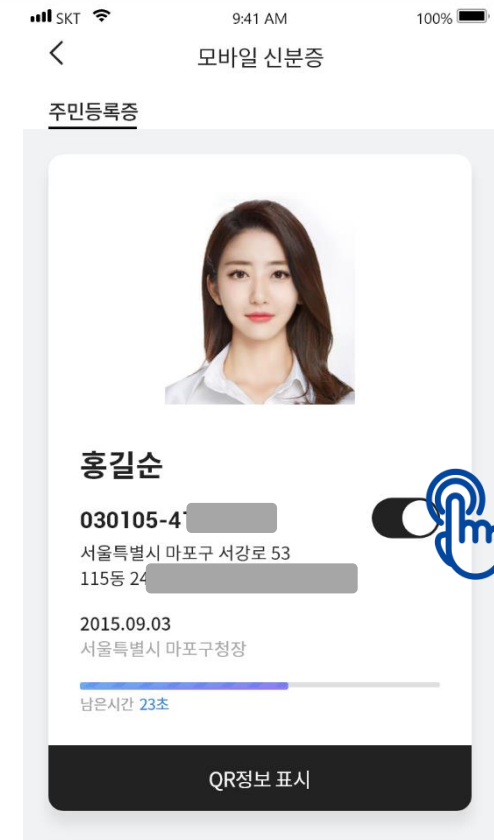 SKT 9:41 AM 100%
모바일 신분증
주민등록증
홍길순
030105-4
서울특별시 마포구 서강로 53
115동 24
2015.09.03
서울특별시 마포구청장
남은시간 23초
QR정보 표시